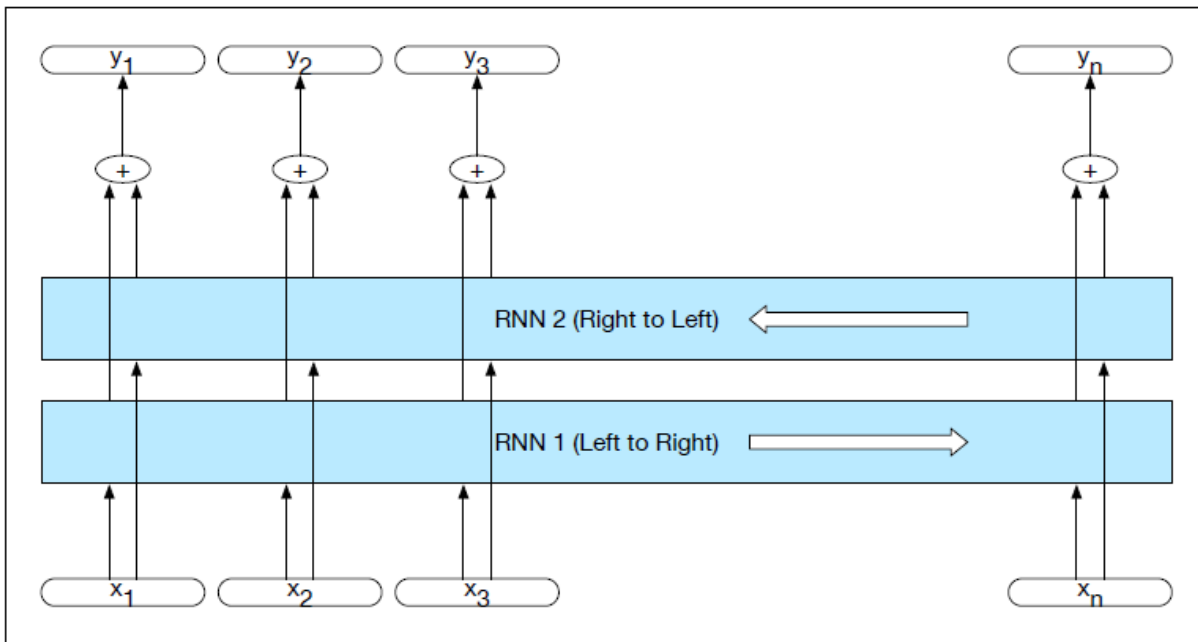 y1 y2 y3 yn
+ + + +
RNN 2 (Right to Left)
RNN 1 (Left to Right)
x1 x2 x3 xn